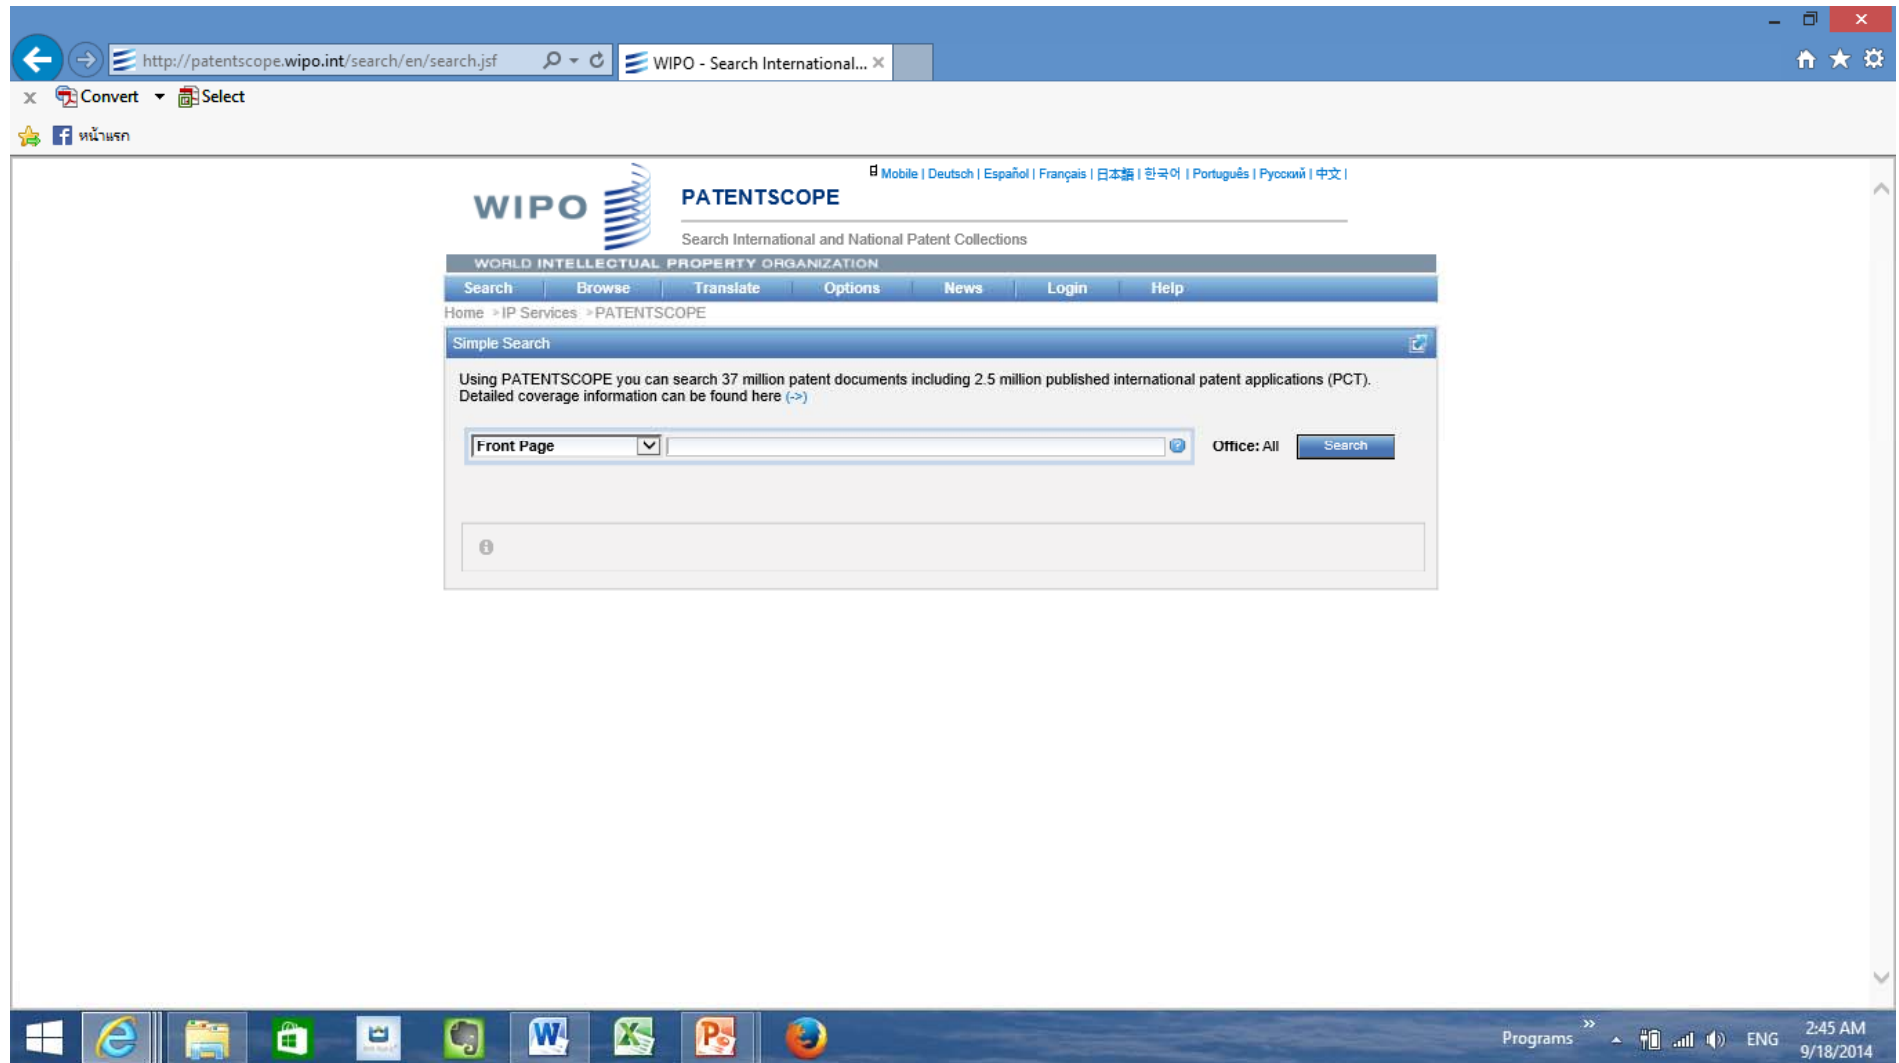 http://patentscope.wipo.int/search/en/search.jsf
WIPO - Search International...
Convert Select
หน้าแรก
Mobile | Deutsch | Español | Français | 日本語 | 한국어 | Português | Русский | 中文 |
WIPO
PATENTSCOPE
Search International and National Patent Collections
WORLD INTELLECTUAL PROPERTY ORGANIZATION
Search Browse Translate Options News Login Help
Home > IP Services > PATENTSCOPE
Simple Search
Using PATENTSCOPE you can search 37 million patent documents including 2.5 million published international patent applications (PCT).
Detailed coverage information can be found here (->)
Front Page Office: All Search
Programs ENG 2:45 AM
9/18/2014